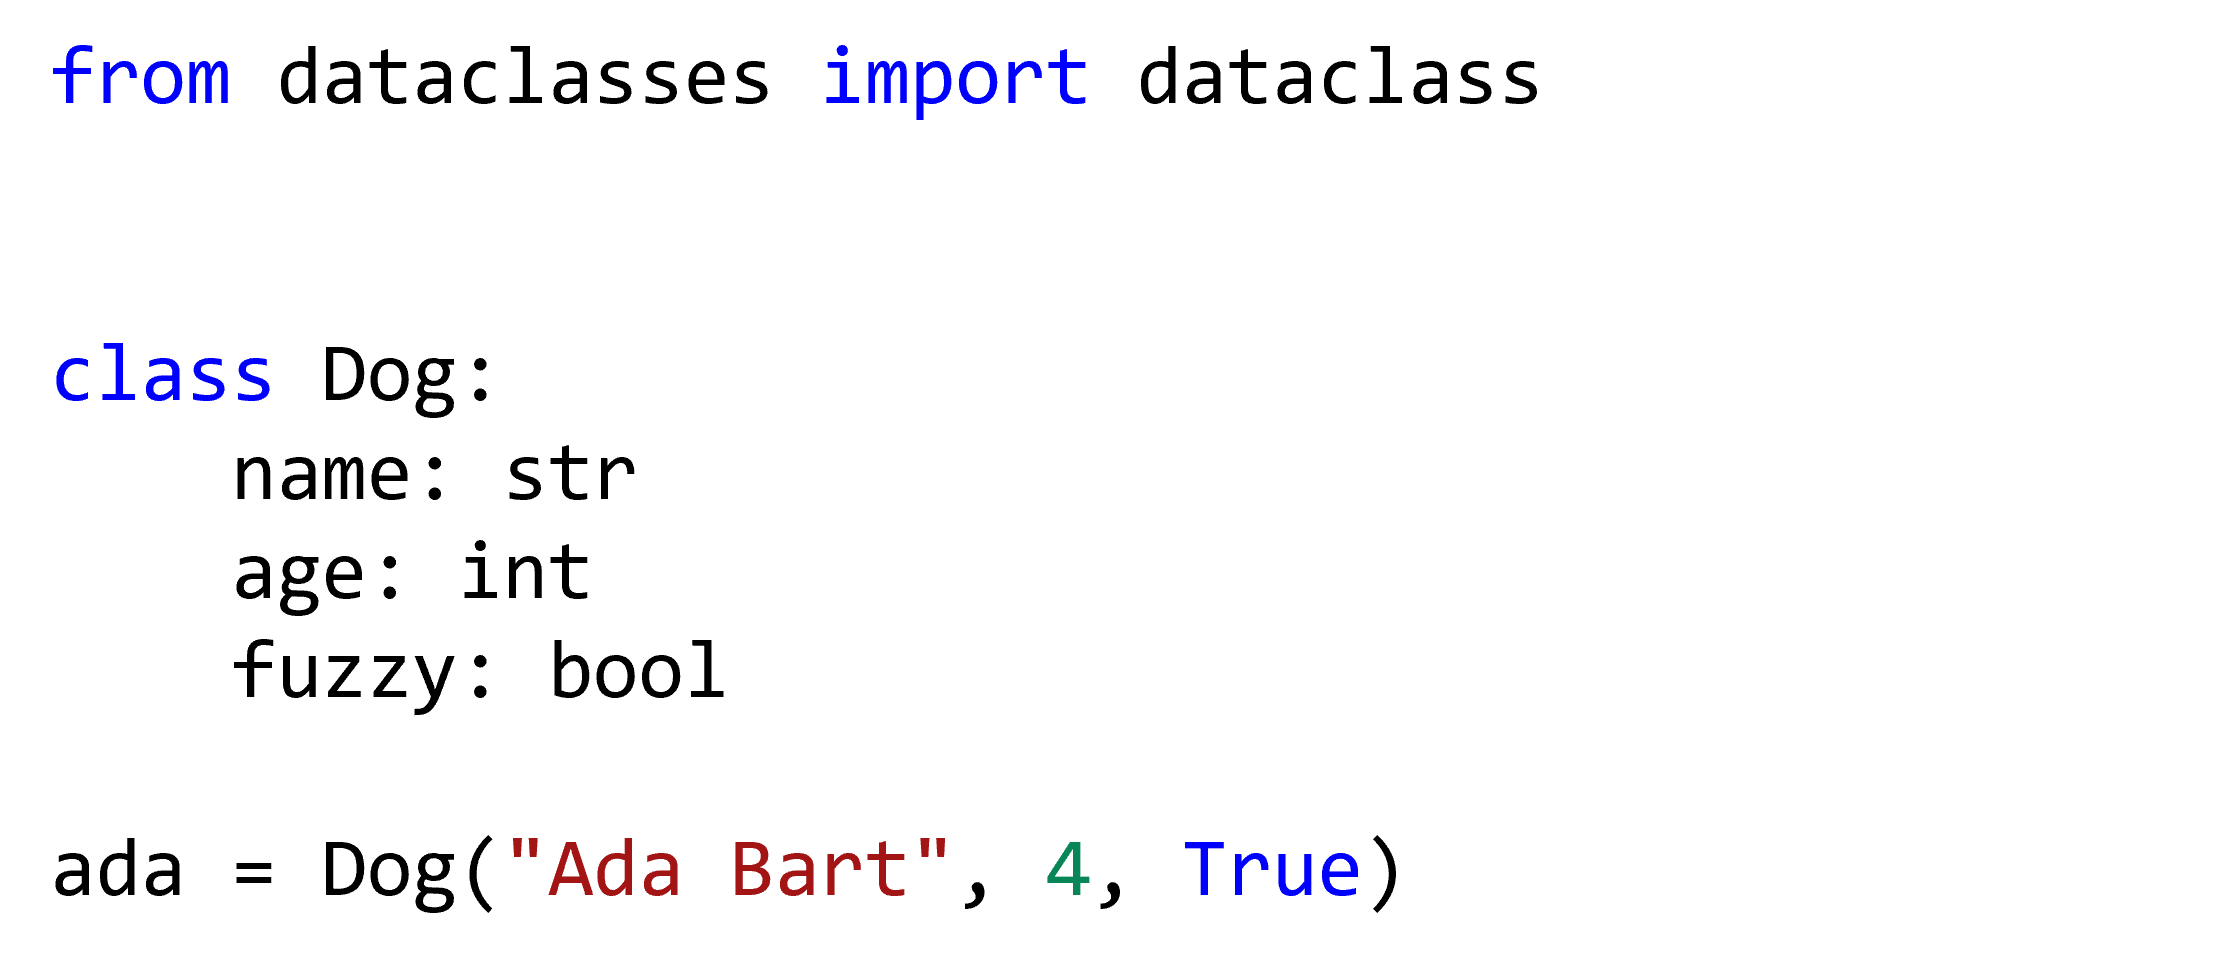 from dataclasses import dataclass
class Dog:
    name: str
    age: int
    fuzzy: bool
ada = Dog("Ada Bart", 4, True)